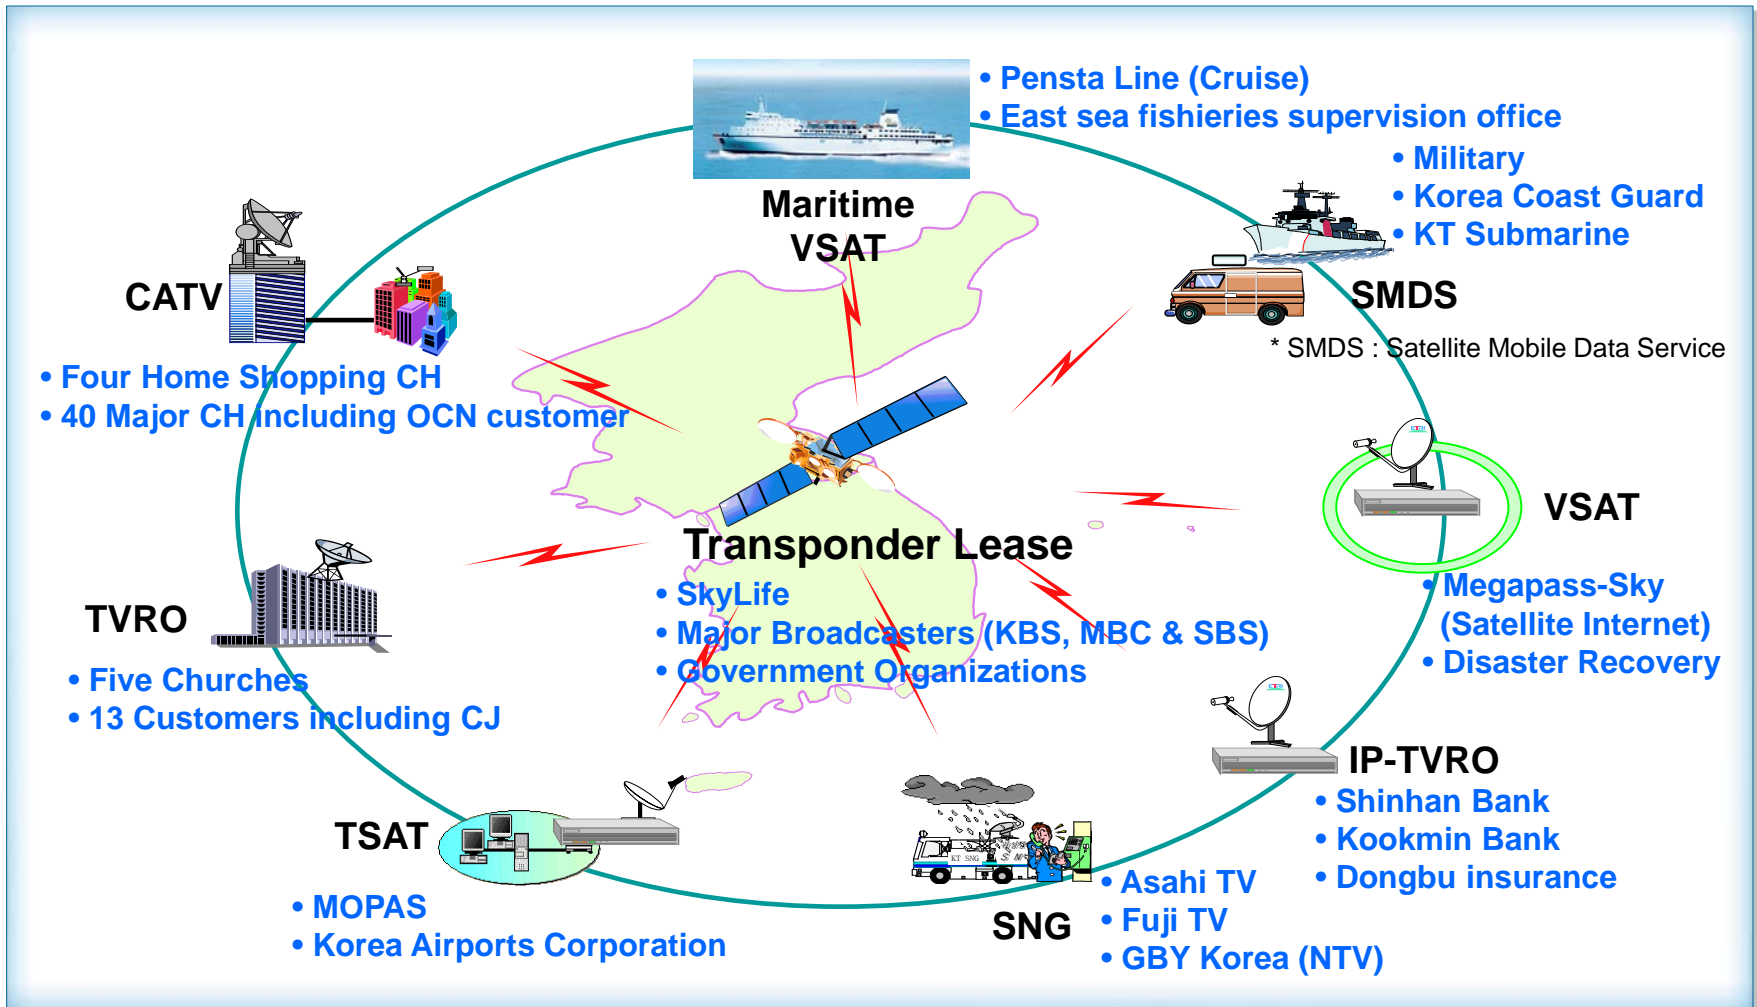 • Pensta Line (Cruise)
• East sea fishieries supervision office
Maritime
VSAT
• Military
• Korea Coast Guard
• KT Submarine
SMDS
* SMDS : Satellite Mobile Data Service
CATV
• Four Home Shopping CH
• 40 Major CH including OCN customer
VSAT
• Megapass-Sky
(Satellite Internet)
• Disaster Recovery
Transponder Lease
• SkyLife
• Major Broadcasters (KBS, MBC & SBS)
• Government Organizations
TVRO
• Five Churches
• 13 Customers including CJ
IP-TVRO
• Shinhan Bank
• Kookmin Bank
• Dongbu insurance
TSAT
• MOPAS
• Korea Airports Corporation
KT SNG
SNG
• Asahi TV
• Fuji TV
• GBY Korea (NTV)